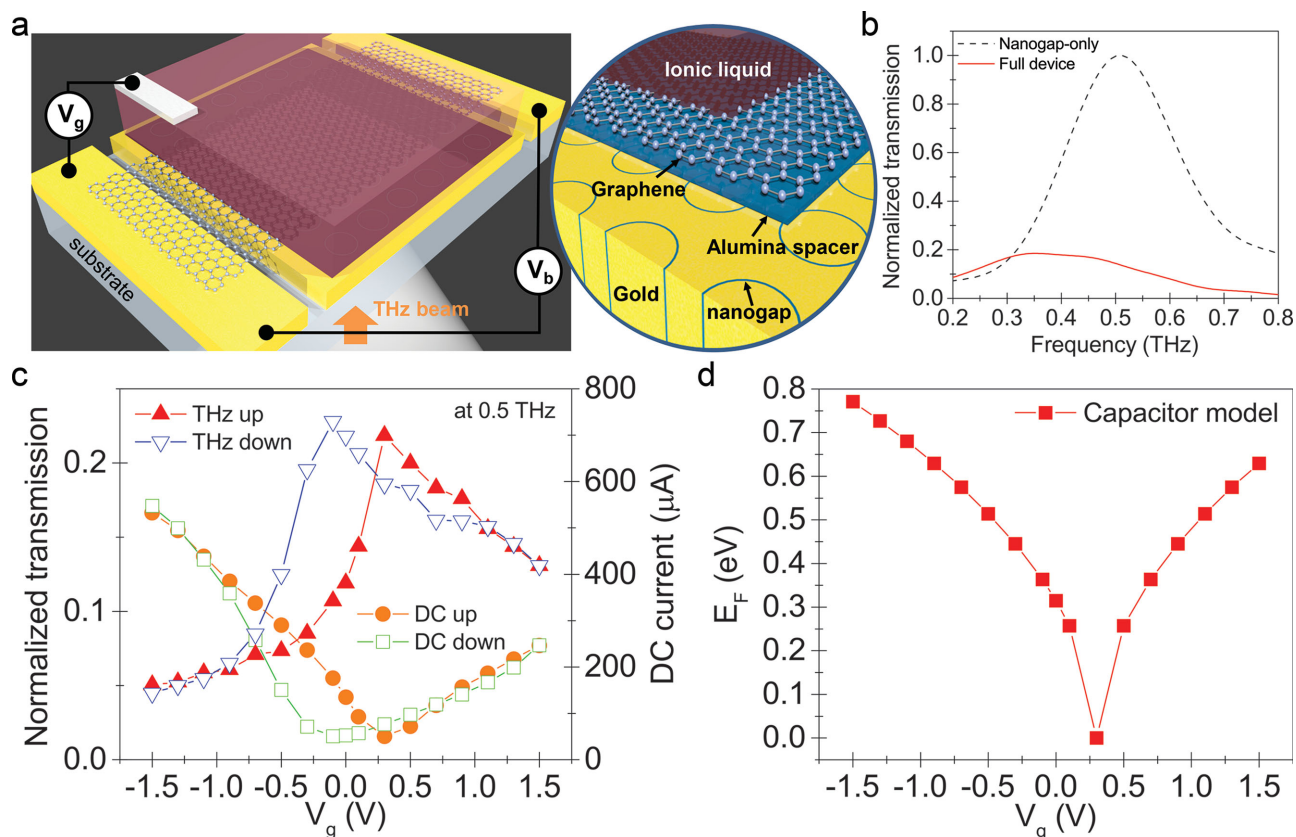 a
V_g
substrate
THz beam
V_b
Ionic liquid
Graphene
Alumina spacer
Gold
nanogap
b
Nanogap-only
Full device
Normalized transmission
1.0
0.8
0.6
0.4
0.2
0.0
0.2 0.3 0.4 0.5 0.6 0.7 0.8
Frequency (THz)
c
THz up
THz down
at 0.5 THz
DC up
DC down
Normalized transmission
0.2
0.1
0.0
DC current (μA)
800
600
400
200
0
-1.5 -1.0 -0.5 0.0 0.5 1.0 1.5
V_g (V)
d
Capacitor model
E_F (eV)
0.8
0.7
0.6
0.5
0.4
0.3
0.2
0.1
0.0
-1.5 -1.0 -0.5 0.0 0.5 1.0 1.5
V_g (V)